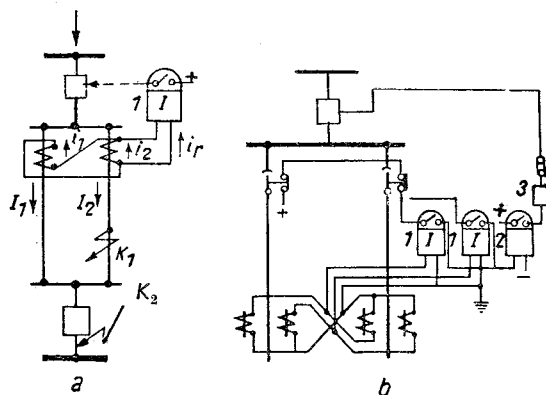 +
1 I
i₁
i₂
iᵣ
I₁
I₂
K₁
K₂
a
3
+
1 I
1 I
+
2
−
b